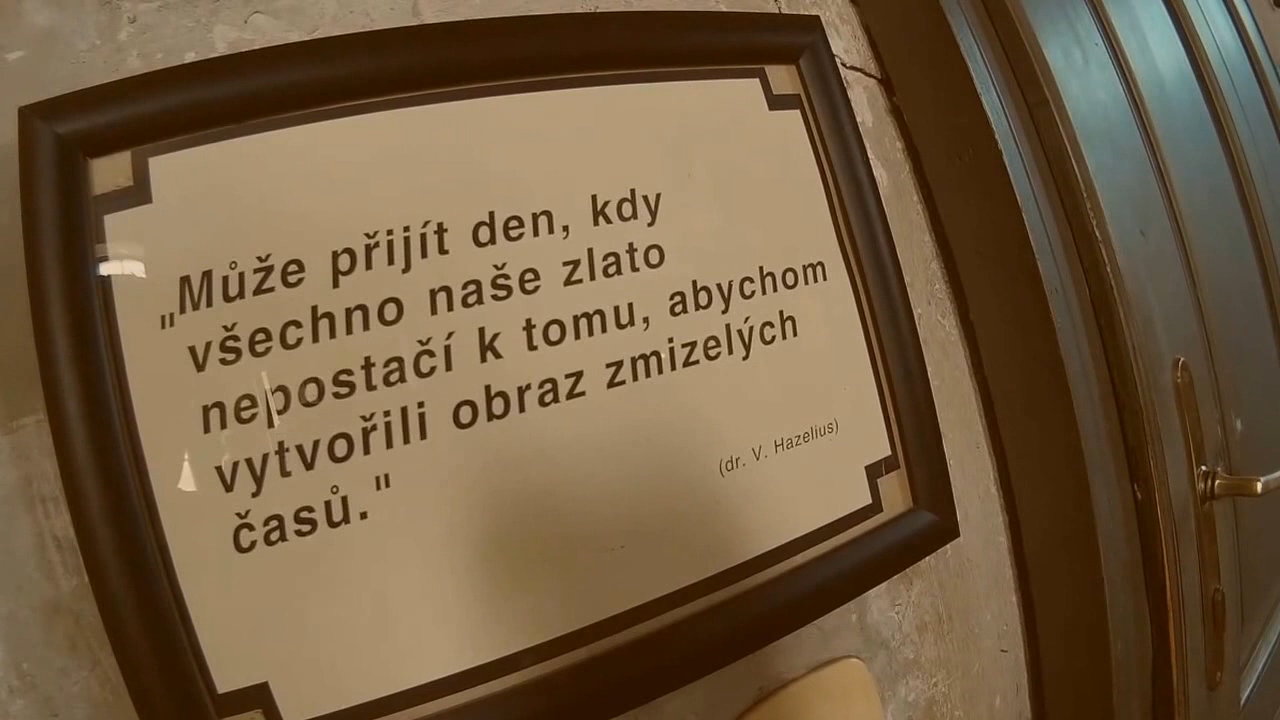 „Může přijít den, kdy
všechno naše zlato
nepostačí k tomu, abychom
vytvořili obraz zmizelých
časů."
(dr. V. Hazelius)